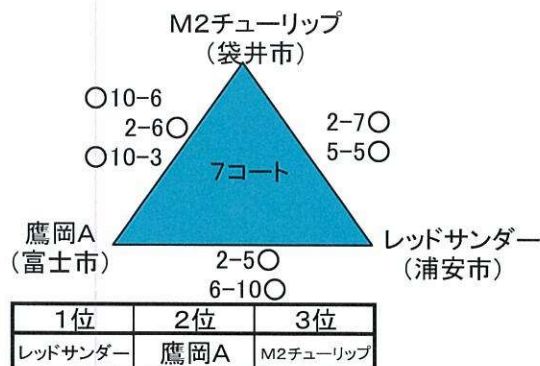 M2チューリップ
（袋井市）
○10-6
2-6○
○10-3
2-7○
5-5○
7コート
鷹岡A
（富士市）
レッドサンダー
（浦安市）
2-5○
6-10○
1位 2位 3位
レッドサンダー 鷹岡A M2チューリップ